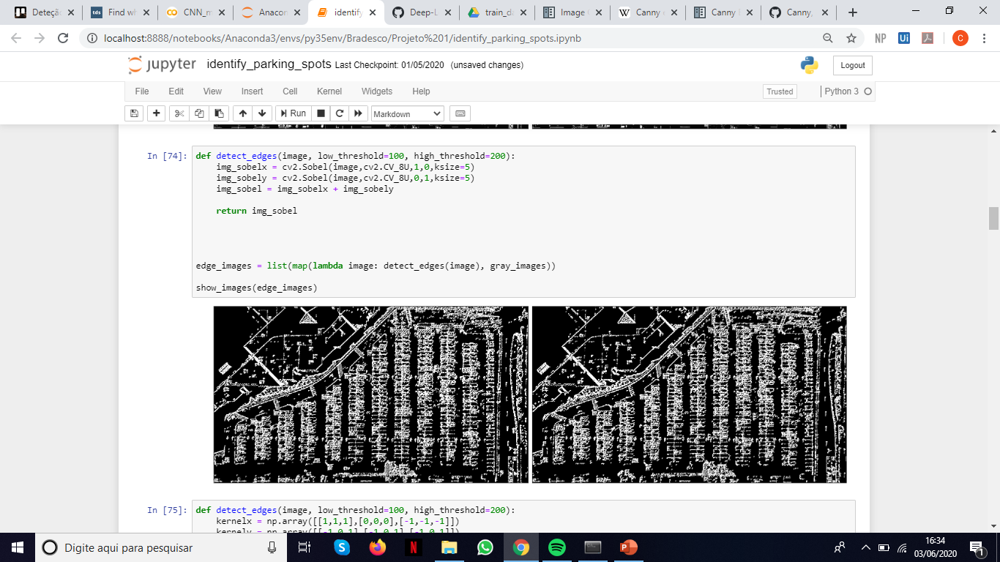 Deteçã
Find wh
CNN_m
Anacon
identify
Deep-L
train_da
Image
Canny
Canny
Canny,
localhost:8888/notebooks/Anaconda3/envs/py35env/Bradesco/Projeto%201/identify_parking_spots.ipynb
jupyter identify_parking_spots Last Checkpoint: 01/05/2020 (unsaved changes)
Logout
File Edit View Insert Cell Kernel Widgets Help
Trusted
Python 3
Run
Markdown
In [74]:
def detect_edges(image, low_threshold=100, high_threshold=200):
img_sobelx = cv2.Sobel(image,cv2.CV_8U,1,0,ksize=5)
img_sobely = cv2.Sobel(image,cv2.CV_8U,0,1,ksize=5)
img_sobel = img_sobelx + img_sobely
return img_sobel
edge_images = list(map(lambda image: detect_edges(image), gray_images))
show_images(edge_images)
In [75]:
def detect_edges(image, low_threshold=100, high_threshold=200):
kernelx = np.array([[1,1,1],[0,0,0],[-1,-1,-1]])
kernely = np.array([[-1,0,1],[-1,0,1],[-1,0,1]])
Digite aqui para pesquisar
16:34
03/06/2020